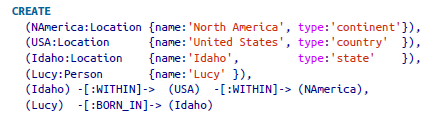 CREATE
(NAmerica:Location {name:'North America', type:'continent'}),
(USA:Location {name:'United States', type:'country' }),
(Idaho:Location {name:'Idaho', type:'state' }),
(Lucy:Person {name:'Lucy' }),
(Idaho) -[:WITHIN]-> (USA) -[:WITHIN]-> (NAmerica),
(Lucy) -[:BORN_IN]-> (Idaho)